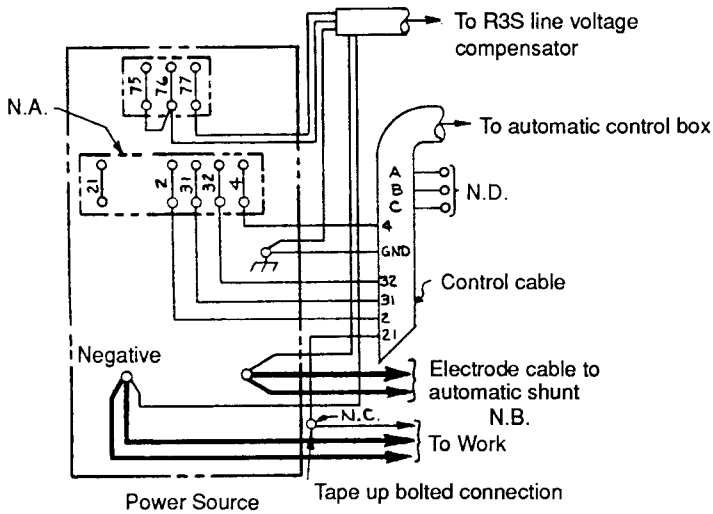 To R3S line voltage
compensator
75 76 77
N.A.
To automatic control box
A
B
C
N.D.
21 2 31 32 4
4
GND
32
Control cable
31
2
21
Negative
Electrode cable to
automatic shunt
N.B.
N.C.
To Work
Tape up bolted connection
Power Source